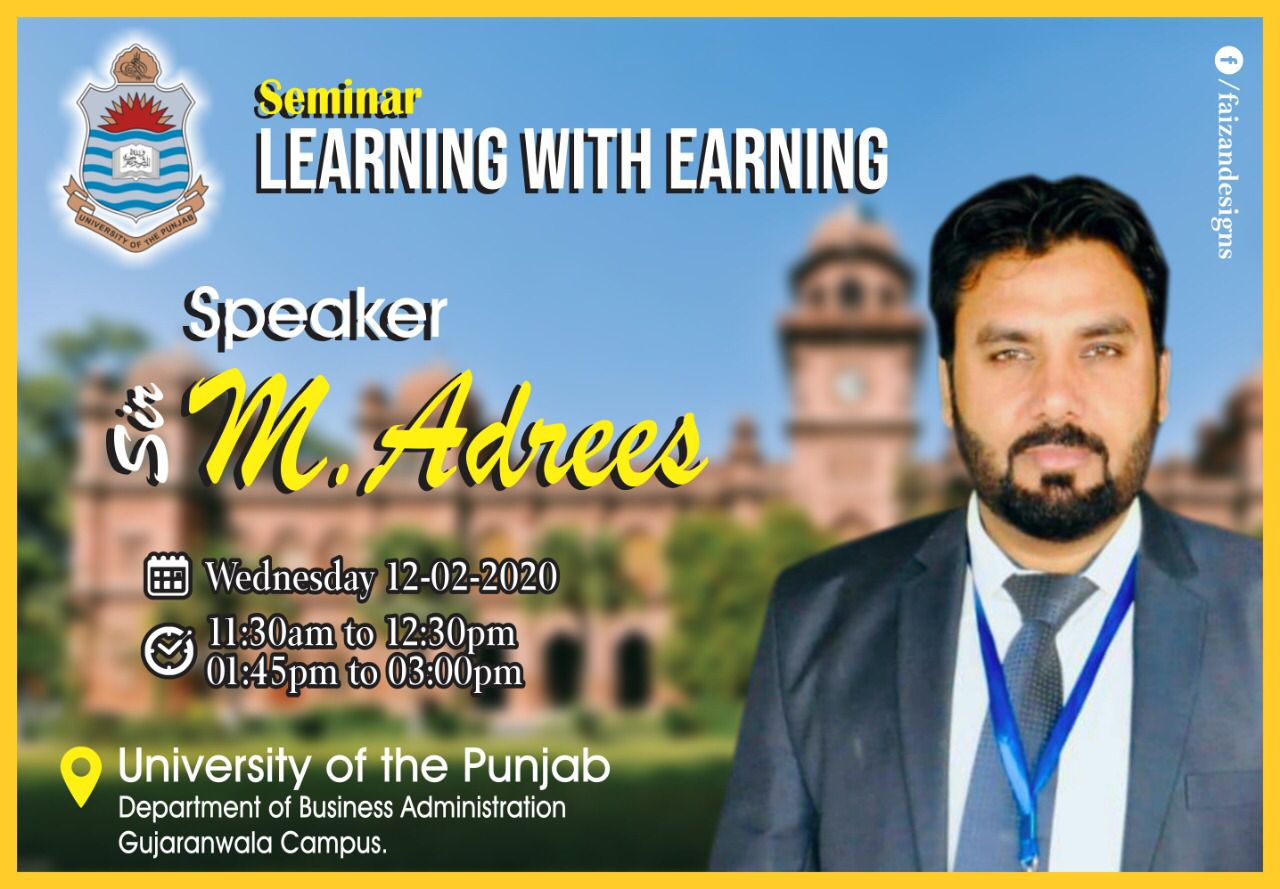 Seminar
LEARNING WITH EARNING
/faizandesigns
UNIVERSITY OF THE PUNJAB
Speaker
Sir M. Adrees
Wednesday 12-02-2020
11:30am to 12:30pm
01:45pm to 03:00pm
University of the Punjab
Department of Business Administration
Gujaranwala Campus.